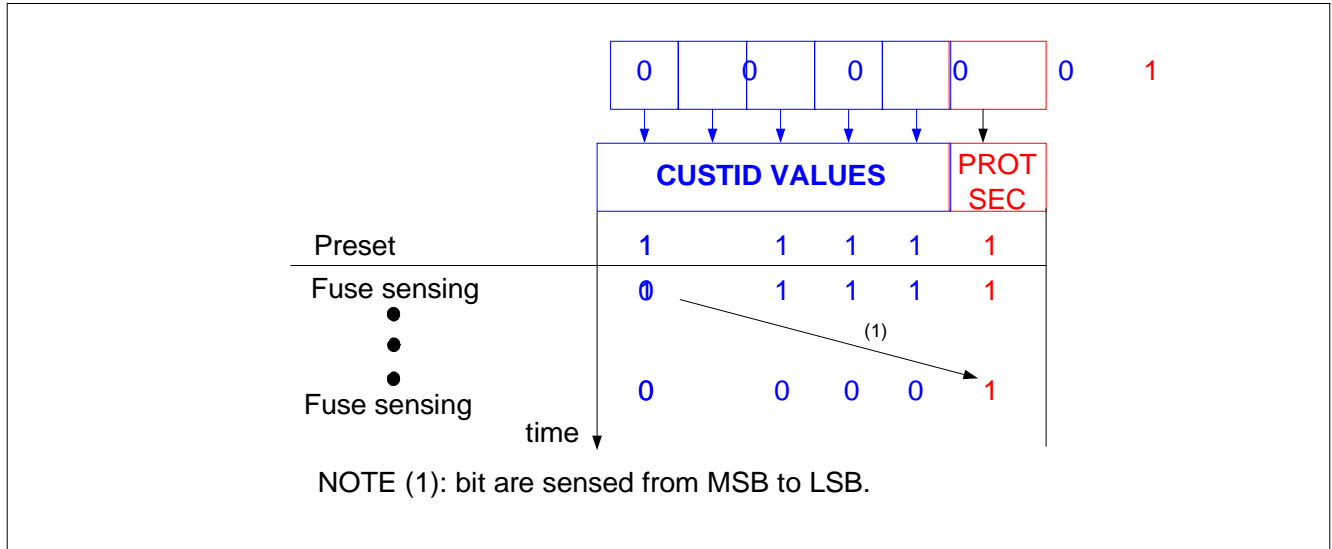 0 0 0 0 0 1
CUSTID VALUES
PROT
SEC
Preset 1 1 1 1 1
Fuse sensing 0 1 1 1 1 1
(1)
Fuse sensing 0 0 0 0 1
time
NOTE (1): bit are sensed from MSB to LSB.